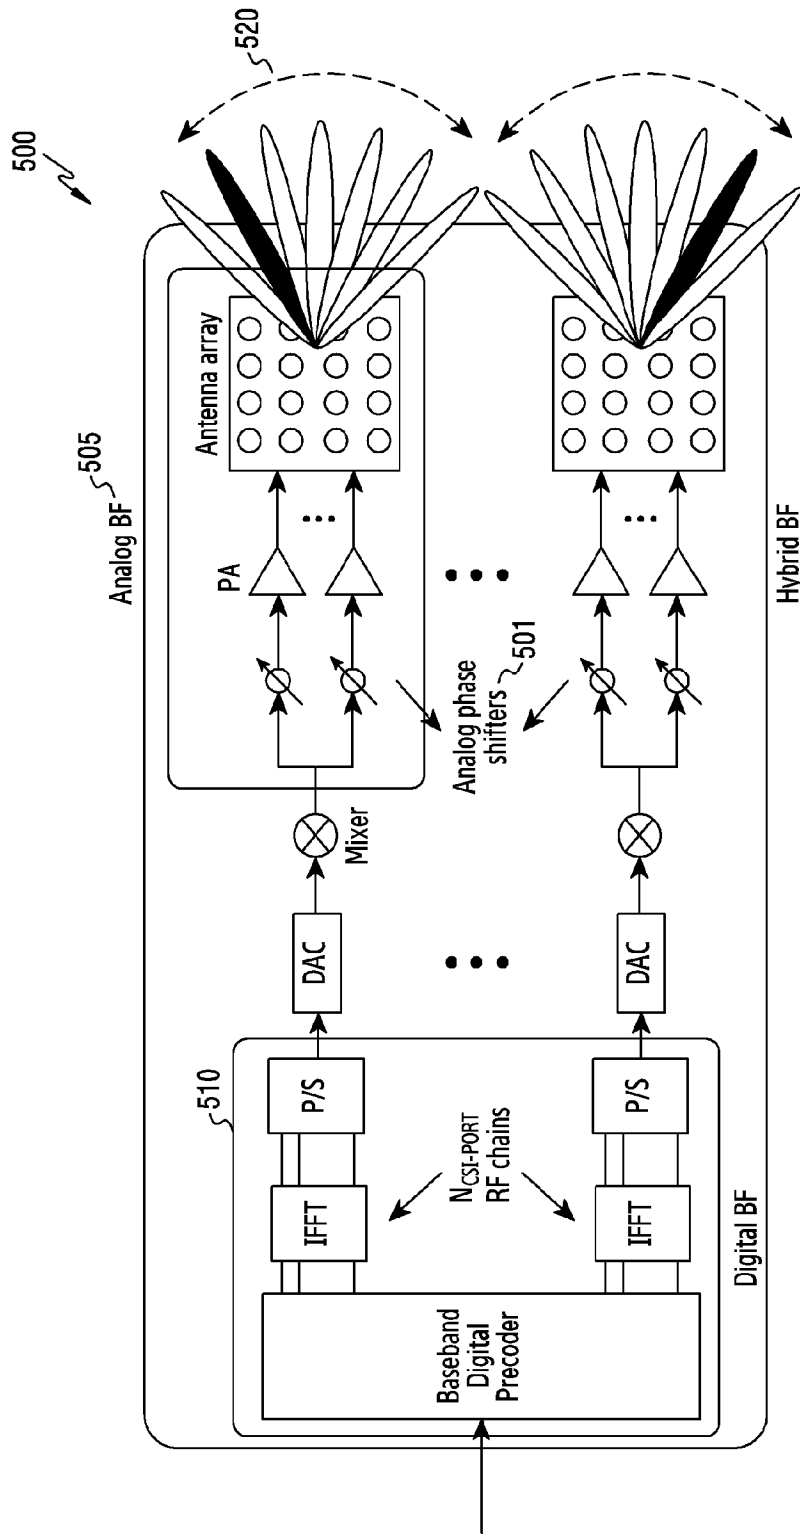 500
520
Analog BF
505
Antenna array
PA
Mixer
Analog phase
shifters
501
DAC
DAC
510
P/S
P/S
IFFT
IFFT
NCSI-PORT
RF chains
Baseband
Digital
Precoder
Digital BF
Hybrid BF